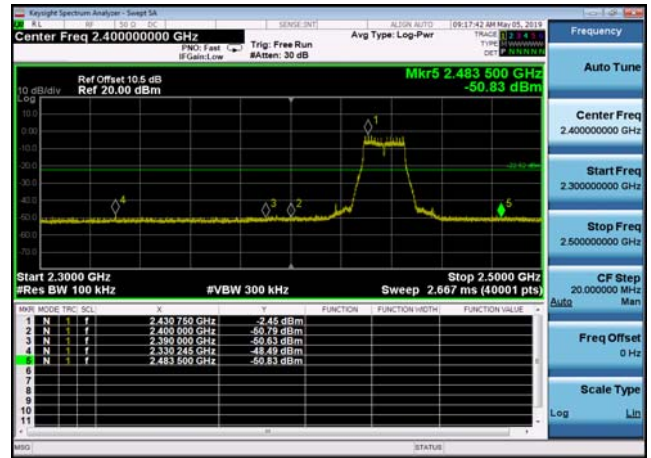 Keysight Spectrum Analyzer - Swept SA
RL RF 50 Ω DC SENSE:INT ALIGN AUTO 09:17:42 AM May 05, 2019
Center Freq 2.400000000 GHz
PNO: Fast
IFGain:Low
Trig: Free Run
#Atten: 30 dB
Avg Type: Log-Pwr
TRACE 1 2 3 4 5 6
TYPE M WWWWW
DET P N N N N N
Frequency
Auto Tune
Center Freq
2.400000000 GHz
Start Freq
2.300000000 GHz
Stop Freq
2.500000000 GHz
CF Step
20.000000 MHz
Auto Man
Freq Offset
0 Hz
Scale Type
Log Lin
Ref Offset 10.5 dB
Ref 20.00 dBm
10 dB/div
Log
Mkr5 2.483 500 GHz
-50.83 dBm
10.0
0.00
-10.0
-20.0
-30.0
-40.0
-50.0
-60.0
-70.0
1
2
3
4
5
Start 2.3000 GHz
#Res BW 100 kHz
#VBW 300 kHz
Stop 2.5000 GHz
Sweep 2.667 ms (40001 pts)
MKR MODE TRC SCL X Y FUNCTION FUNCTION WIDTH FUNCTION VALUE
1 N 1 f 2.430 750 GHz -2.45 dBm
2 N 1 f 2.400 000 GHz -50.79 dBm
3 N 1 f 2.390 000 GHz -50.63 dBm
4 N 1 f 2.330 245 GHz -48.49 dBm
5 N 1 f 2.483 500 GHz -50.83 dBm
6
7
8
9
10
11
MSG
STATUS